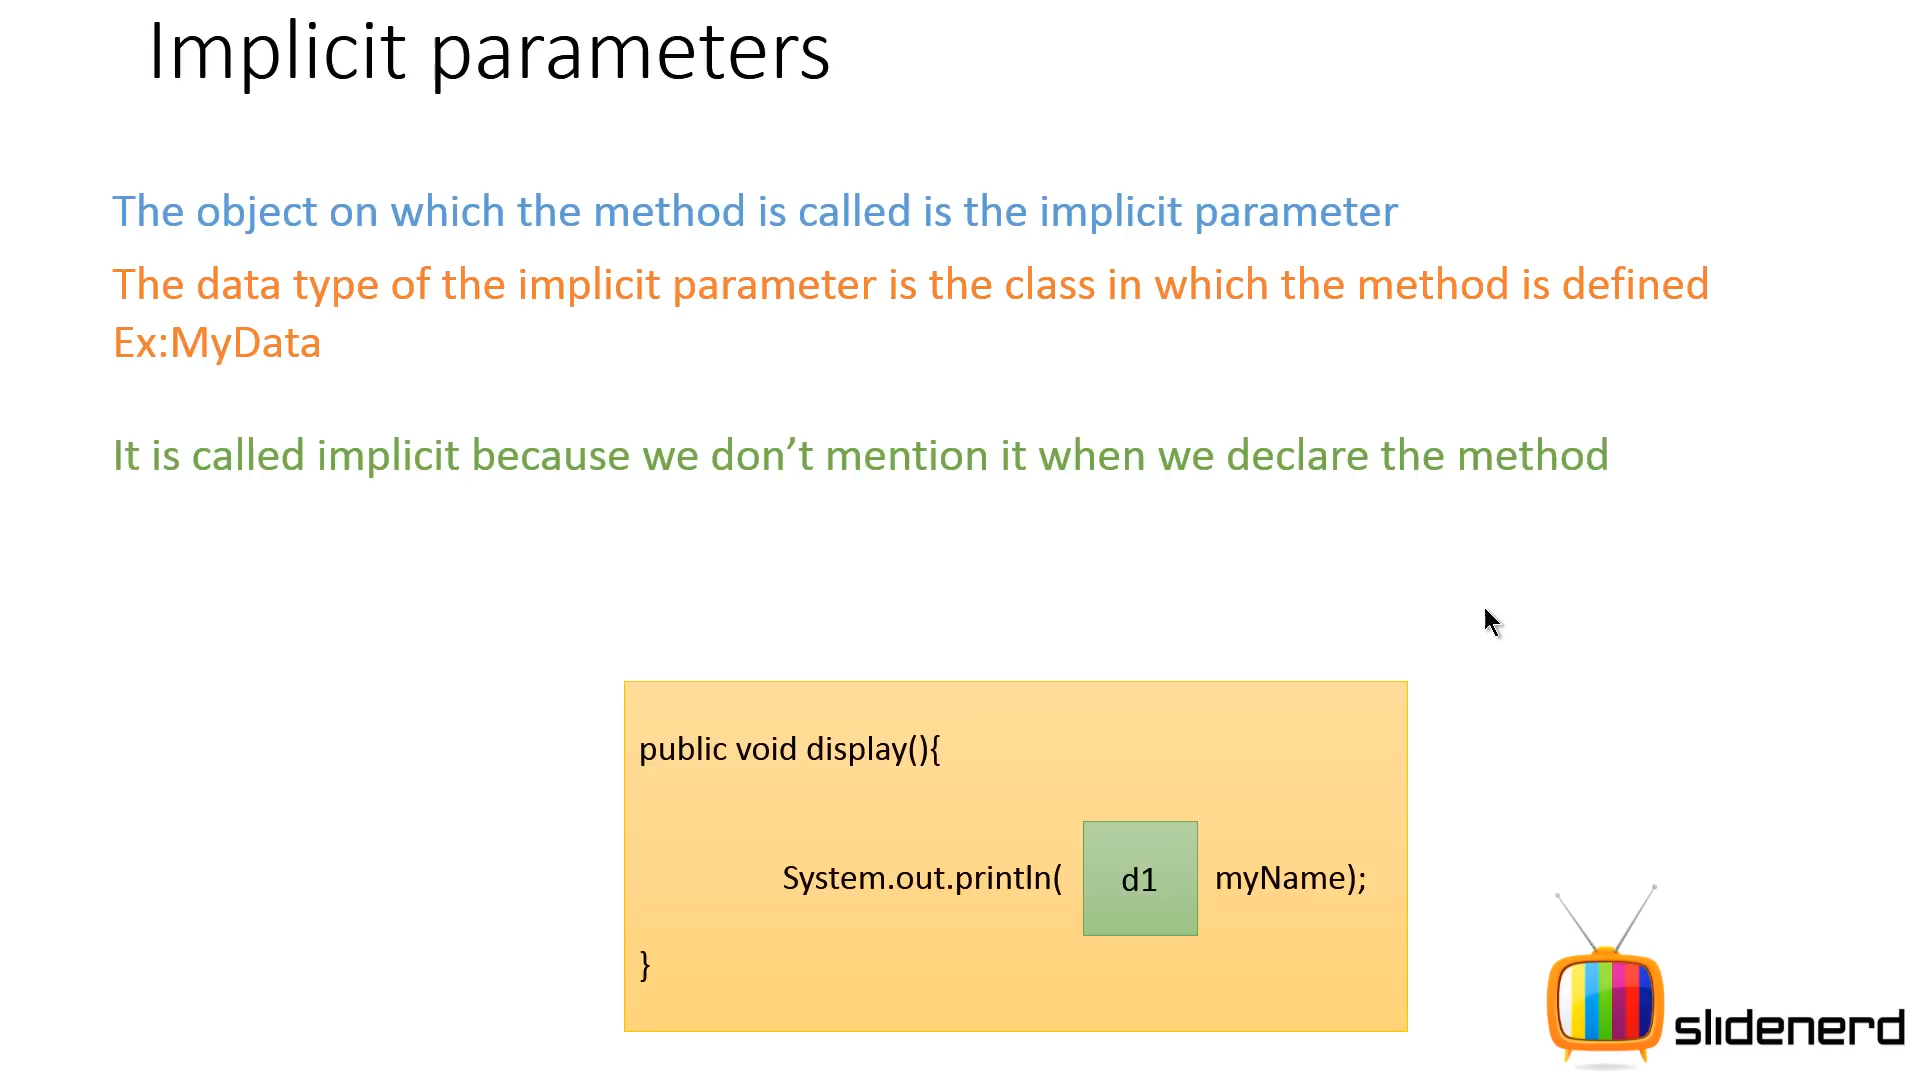 Implicit parameters
The object on which the method is called is the implicit parameter
The data type of the implicit parameter is the class in which the method is defined
Ex:MyData
It is called implicit because we don’t mention it when we declare the method
public void display(){
System.out.println( d1 myName);
}
slidenerd